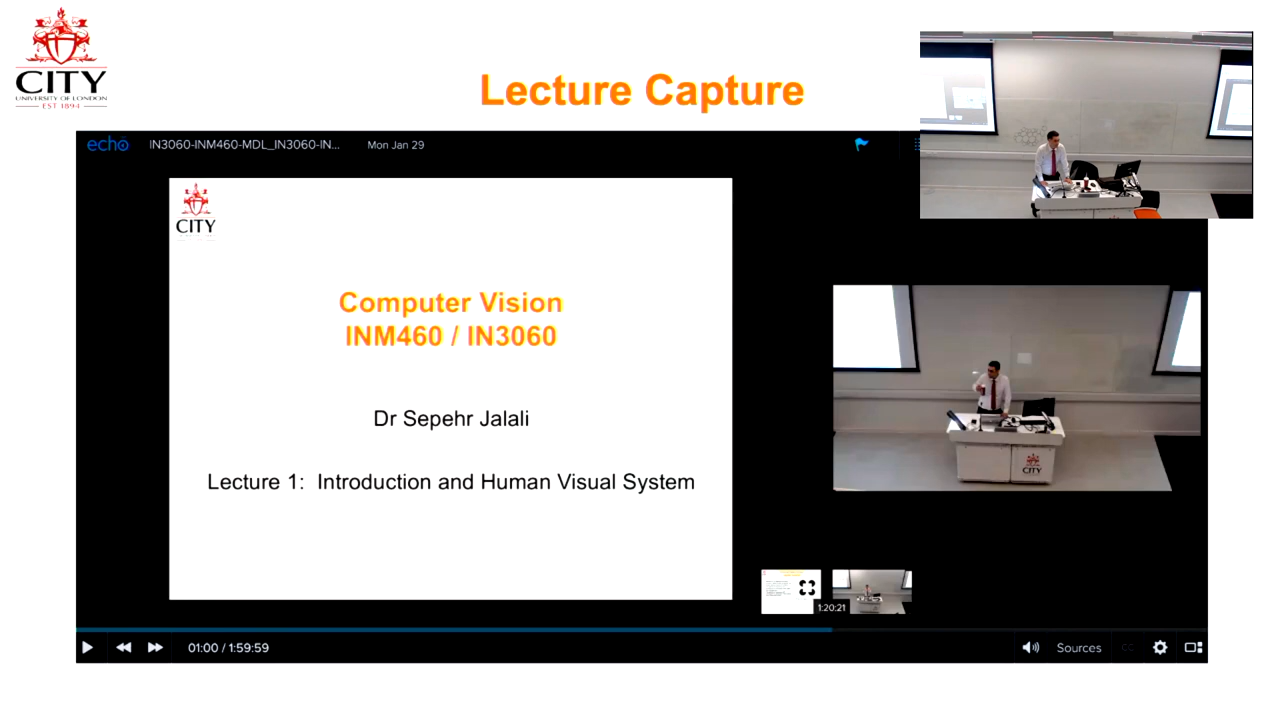 CITY
UNIVERSITY OF LONDON
EST 1894
Lecture Capture
echo
IN3060-INM460-MDL_IN3060-IN...
Mon Jan 29
CITY
Computer Vision
INM460 / IN3060
Dr Sepehr Jalali
Lecture 1: Introduction and Human Visual System
CITY
1:20:21
01:00 / 1:59:59
Sources
CC